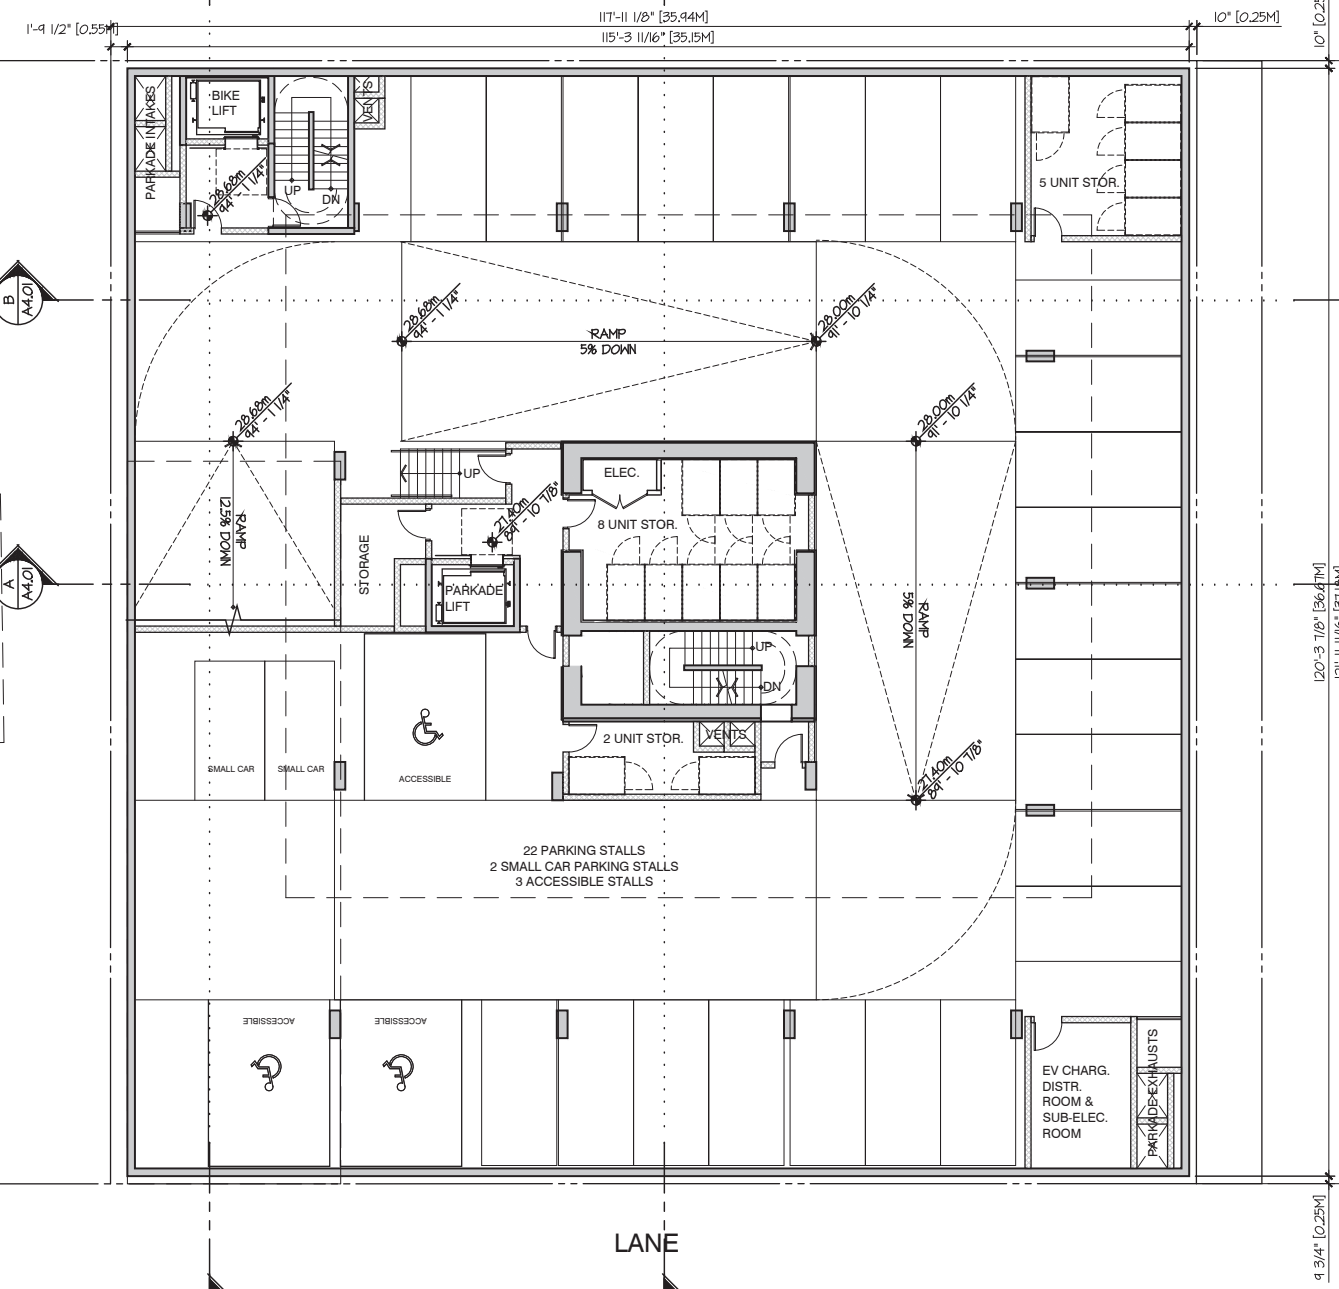 117'-11 1/8" [35.94M]
1'-9 1/2" [0.55M]
10" [0.25M]
115'-3 11/16" [35.15M]
PARKADE INTAKES
BIKE
LIFT
VENTS
UP
DN
28.68m
94' - 1 1/4"
5 UNIT STOR.
B
A4.01
28.68m
94' - 1 1/4"
RAMP
5% DOWN
28.00m
91' - 10 1/4"
28.68m
94' - 1 1/4"
28.00m
91' - 10 1/4"
RAMP
12.5% DOWN
UP
27.40m
89' - 10 7/8"
ELEC.
8 UNIT STOR.
STORAGE
PARKADE
LIFT
A
A4.01
RAMP
5% DOWN
120'-3 7/8" [36.67M]
UP
DN
2 UNIT STOR.
VENTS
SMALL CAR
SMALL CAR
ACCESSIBLE
27.40m
89' - 10 7/8"
22 PARKING STALLS
2 SMALL CAR PARKING STALLS
3 ACCESSIBLE STALLS
ACCESSIBLE
ACCESSIBLE
EV CHARG.
DISTR.
ROOM &
SUB-ELEC.
ROOM
PARKADE EXHAUSTS
LANE
9 3/4" [0.25M]